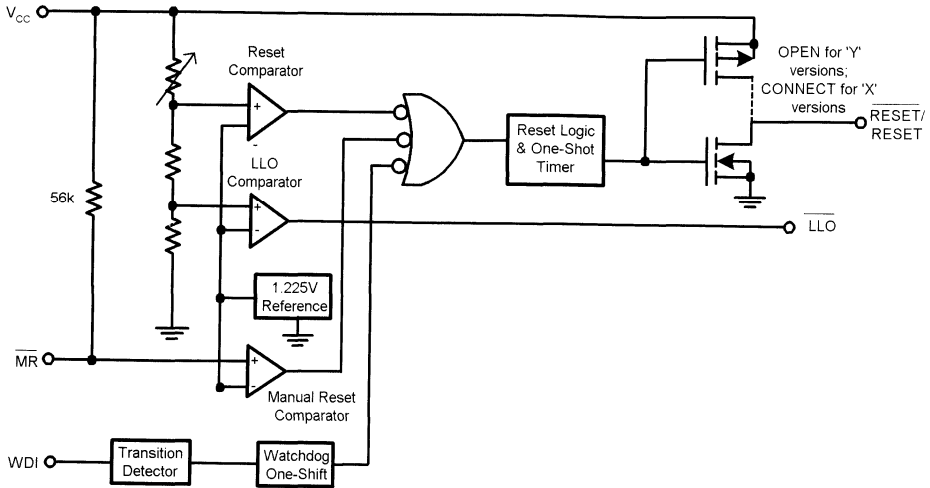 VCC
Reset
Comparator
+
-
LLO
Comparator
+
-
56k
1.225V
Reference
MR
+
-
Manual Reset
Comparator
WDI
Transition
Detector
Watchdog
One-Shift
Reset Logic
& One-Shot
Timer
OPEN for 'Y'
versions;
CONNECT for 'X'
versions
RESET/
RESET
LLO